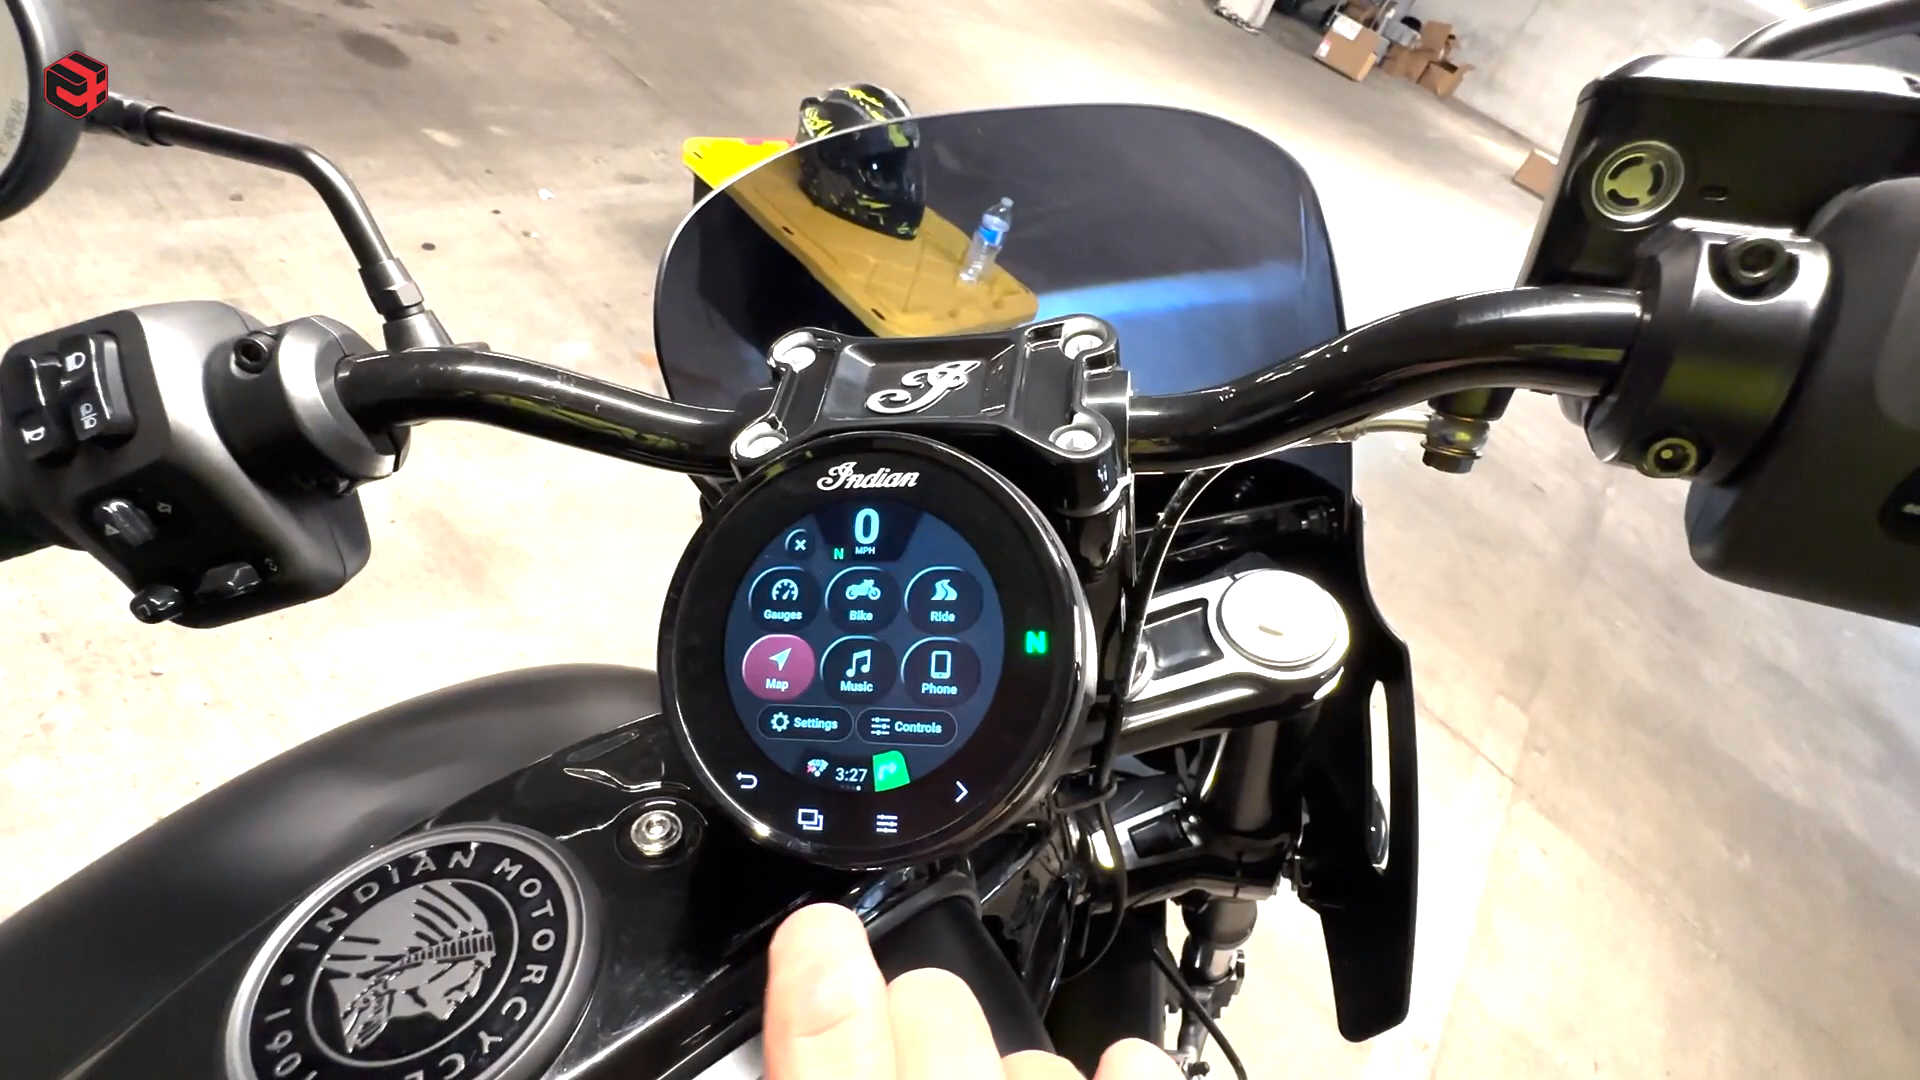 Indian
0
MPH
N
Gauges
Bike
Ride
N
Map
Music
Phone
Settings
Controls
3:27
INDIAN MOTORCYCLE
1901